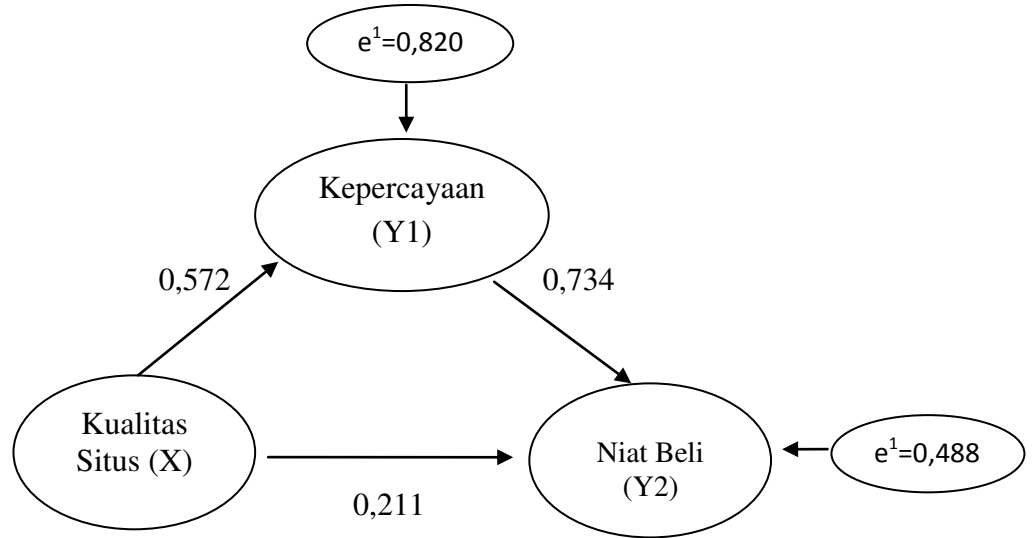 e¹=0,820
Kepercayaan
(Y1)
0,572
0,734
Kualitas
Situs (X)
0,211
Niat Beli
(Y2)
e¹=0,488